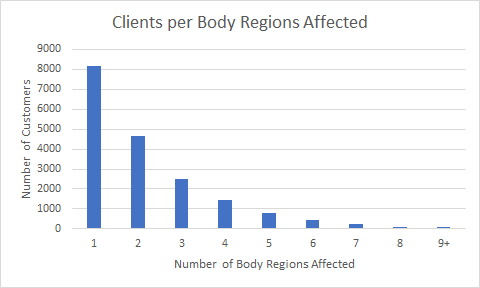 Clients per Body Regions Affected
Number of Customers
9000
8000
7000
6000
5000
4000
3000
2000
1000
0
1 2 3 4 5 6 7 8 9+
Number of Body Regions Affected